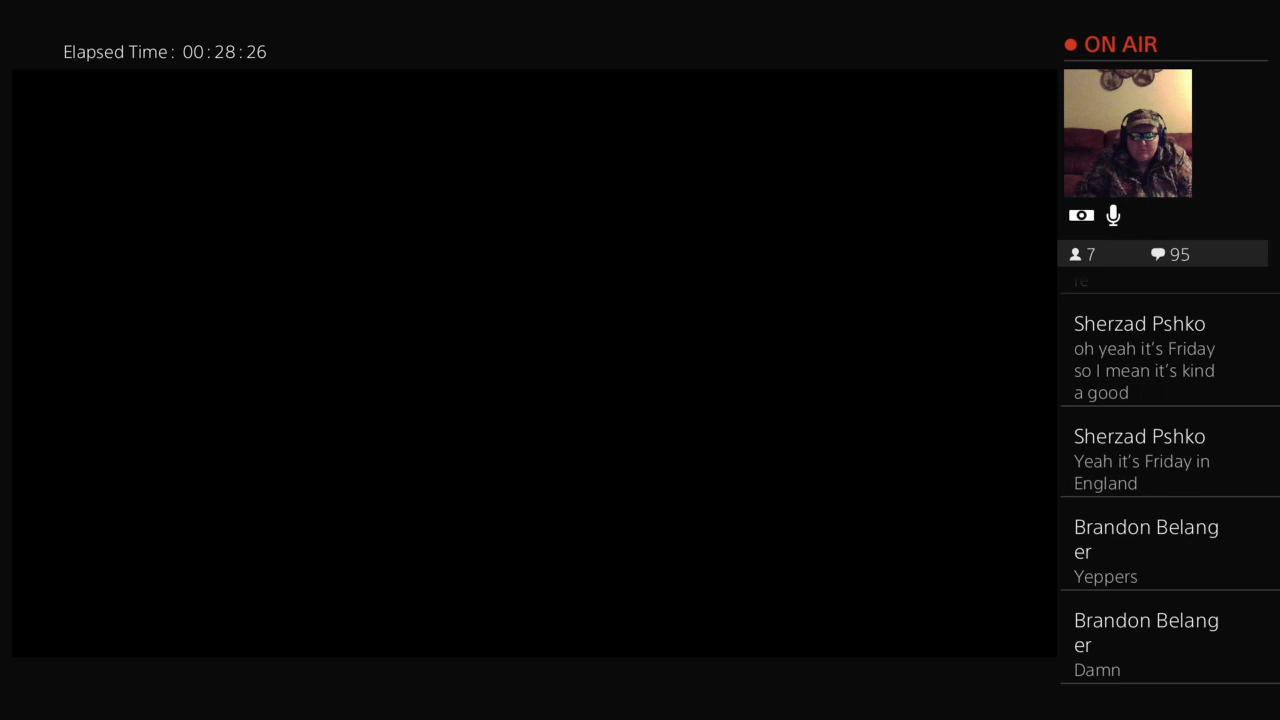 Elapsed Time: 00:28:26
ON AIR
7 95
re
Sherzad Pshko
oh yeah it's Friday
so I mean it's kind
a good
Sherzad Pshko
Yeah it's Friday in
England
Brandon Belang
er
Yeppers
Brandon Belang
er
Damn